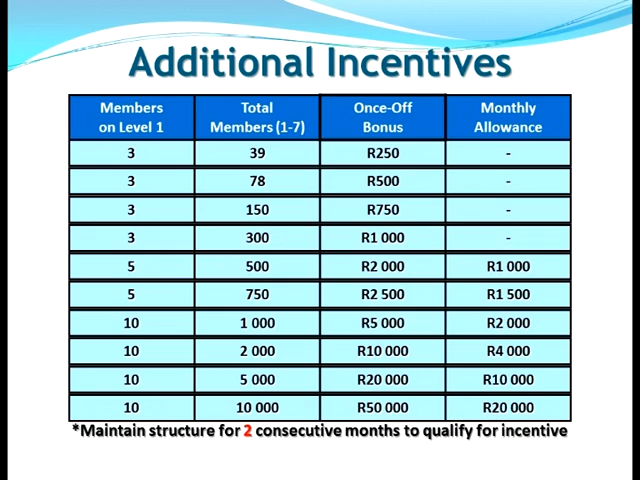 Additional Incentives
Members on Level 1 Total Members (1-7) Once-Off Bonus Monthly Allowance
3 39 R250 -
3 78 R500 -
3 150 R750 -
3 300 R1 000 -
5 500 R2 000 R1 000
5 750 R2 500 R1 500
10 1 000 R5 000 R2 000
10 2 000 R10 000 R4 000
10 5 000 R20 000 R10 000
10 10 000 R50 000 R20 000
*Maintain structure for 2 consecutive months to qualify for incentive